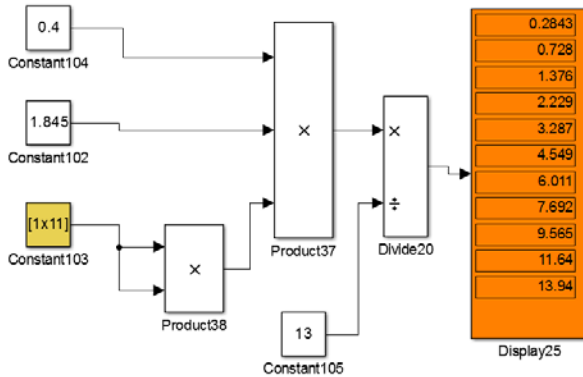 0.4
Constant104
1.845
Constant102
[1x11]
Constant103
×
Product38
×
Product37
13
Constant105
×
÷
Divide20
0.2843
0.728
1.376
2.229
3.287
4.549
6.011
7.692
9.565
11.64
13.94
Display25